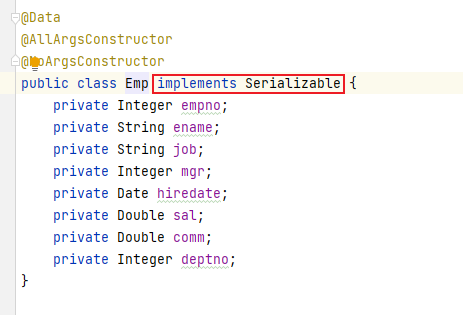 @Data
@AllArgsConstructor
@NoArgsConstructor
public class Emp implements Serializable {
    private Integer empno;
    private String ename;
    private String job;
    private Integer mgr;
    private Date hiredate;
    private Double sal;
    private Double comm;
    private Integer deptno;
}